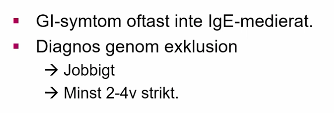 ▪ GI-symtom oftast inte IgE-medierat.
▪ Diagnos genom exklusion
→ Jobbigt
→ Minst 2-4v strikt.